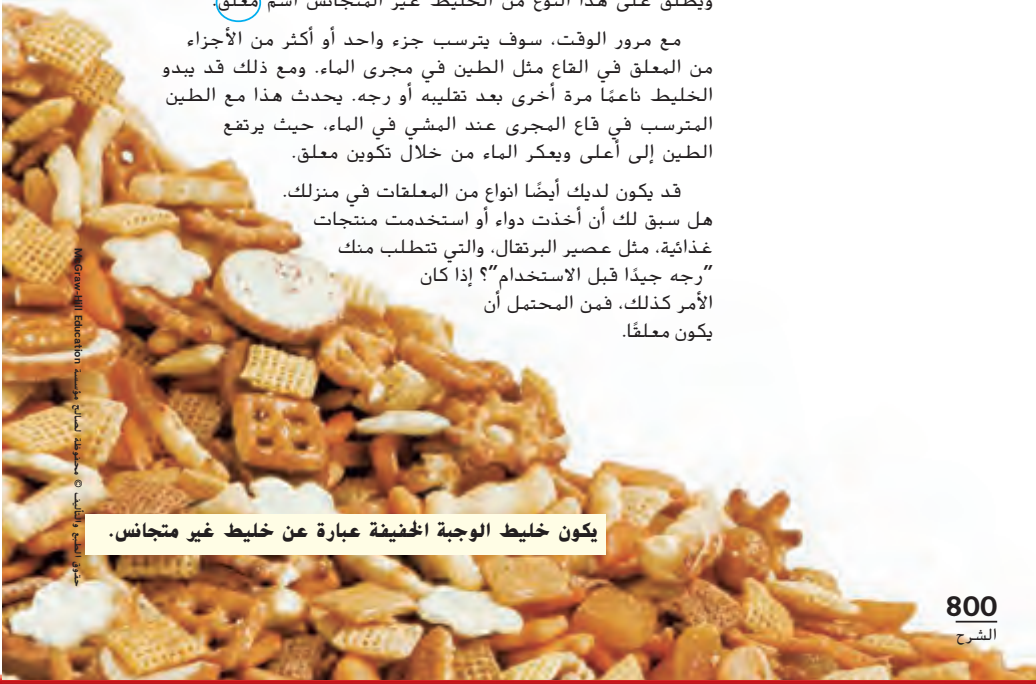 ويطلق على هذا النوع من الخليط غير المتجانس اسم معلق.
مع مرور الوقت، سوف يترسب جزء واحد أو أكثر من الأجزاء
من المعلق في القاع مثل الطين في مجرى الماء. ومع ذلك قد يبدو
الخليط ناعمًا مرة أخرى بعد تقليبه أو رجه. يحدث هذا مع الطين
المترسب في قاع المجرى عند المشي في الماء، حيث يرتفع
الطين إلى أعلى ويعكر الماء من خلال تكوين معلق.
قد يكون لديك أيضًا انواع من المعلقات في منزلك.
هل سبق لك أن أخذت دواء أو استخدمت منتجات
غذائية، مثل عصير البرتقال، والتي تتطلب منك
"رجه جيدًا قبل الاستخدام"؟ إذا كان
الأمر كذلك، فمن المحتمل أن
يكون معلقًا.
يكون خليط الوجبة الخفيفة عبارة عن خليط غير متجانس.
حقوق الطبع والتأليف © محفوظة لصالح مؤسسة McGraw-Hill Education
800
الشرح